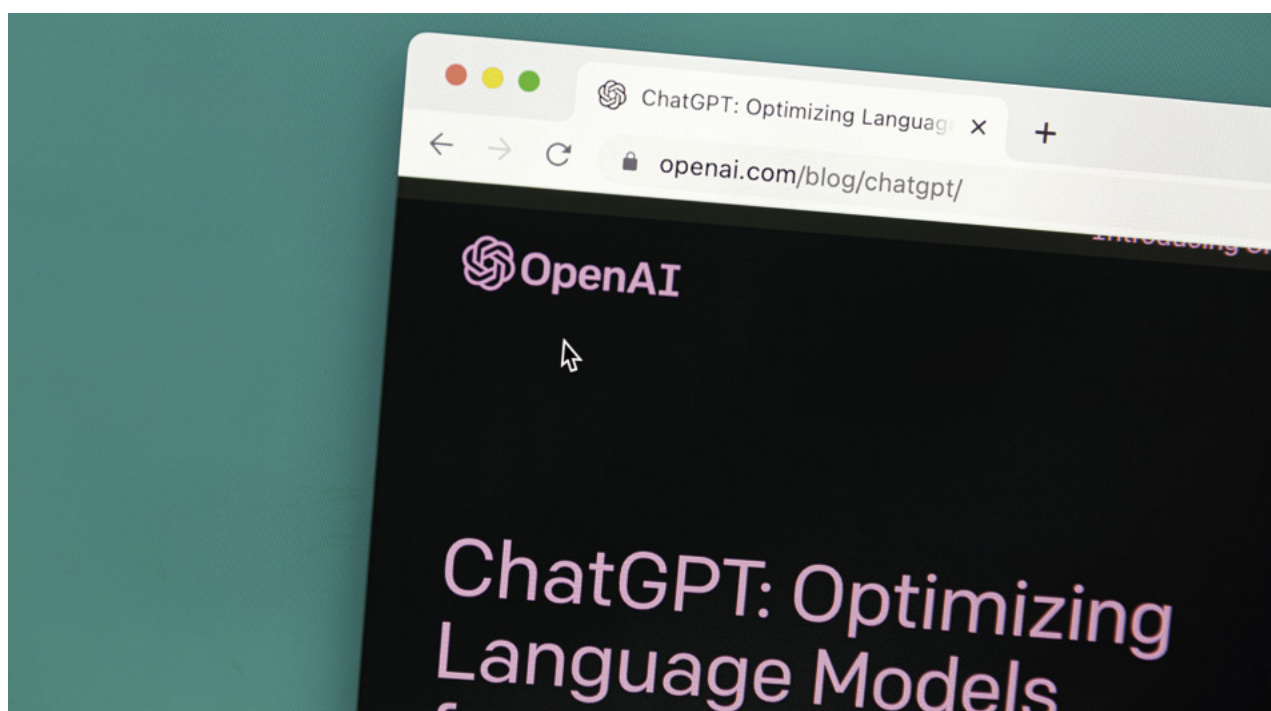 ChatGPT: Optimizing Languag
openai.com/blog/chatgpt/
OpenAI
ChatGPT: Optimizing
Language Models